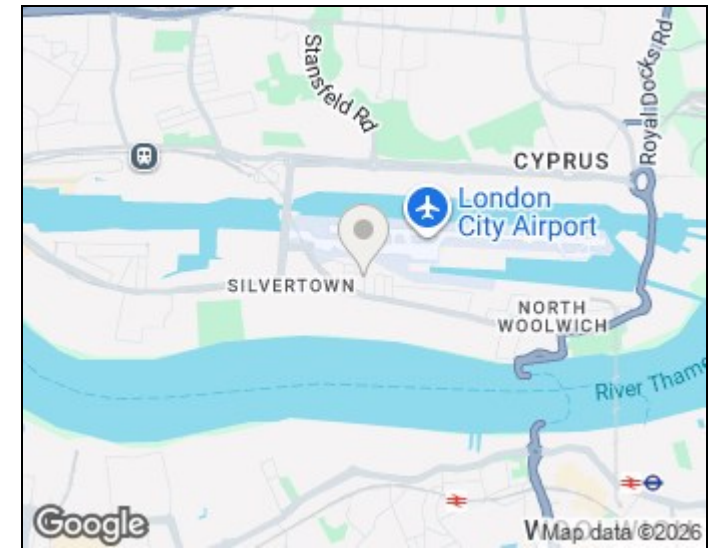 Stansfeld Rd
Royal Docks Rd
CYPRUS
London
City Airport
SILVERTOWN
NORTH
WOOLWICH
River Thame
Google
Map data ©2026